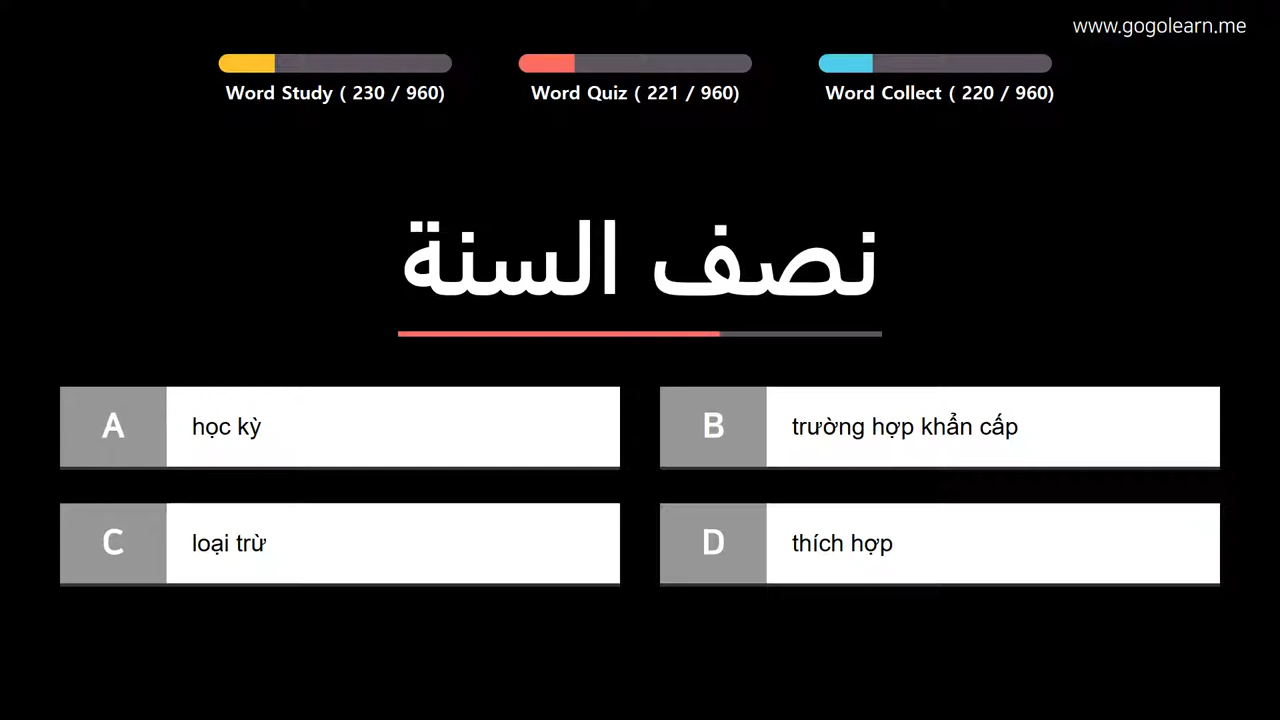 www.gogolearn.me
Word Study ( 230 / 960)
Word Quiz ( 221 / 960)
Word Collect ( 220 / 960)
نصف السنة
A học kỳ
B trường hợp khẩn cấp
C loại trừ
D thích hợp